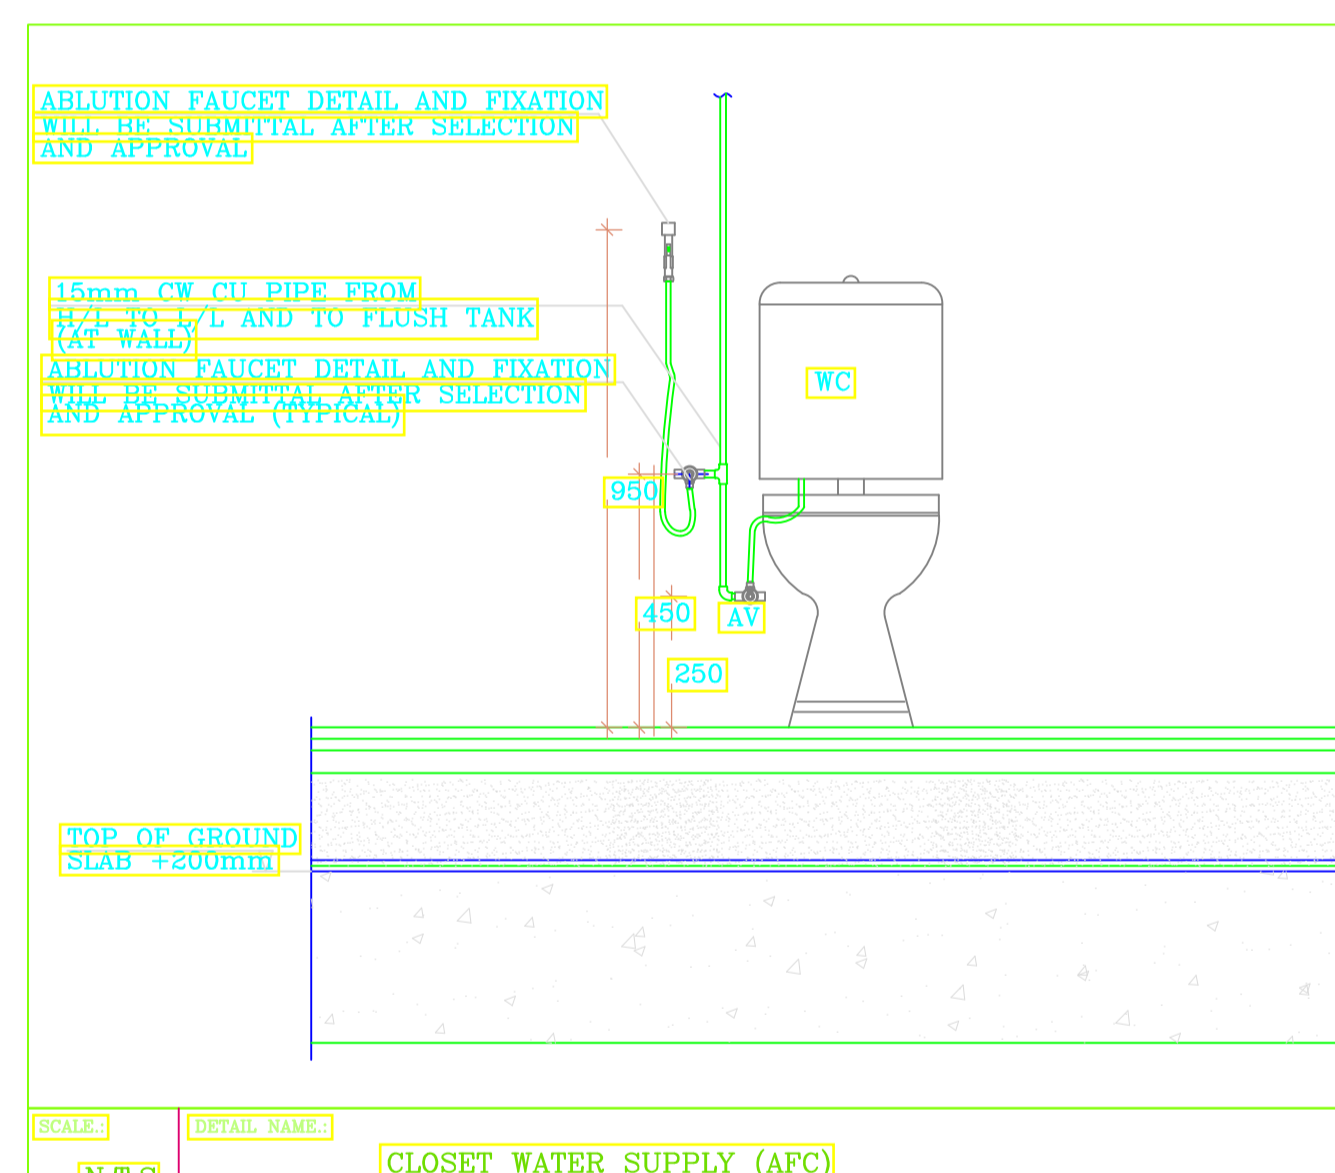 ABLUTION FAUCET DETAIL AND FIXATION
WILL BE SUBMITTAL AFTER SELECTION
AND APPROVAL
15mm CW CU PIPE FROM
H/L TO L/L AND TO FLUSH TANK
(AT WALL)
ABLUTION FAUCET DETAIL AND FIXATION
WILL BE SUBMITTAL AFTER SELECTION
AND APPROVAL (TYPICAL)
WC
950
450
AV
250
TOP OF GROUND
SLAB +200mm
SCALE.:
DETAIL NAME.:
N.T.S
CLOSET WATER SUPPLY (AFC)